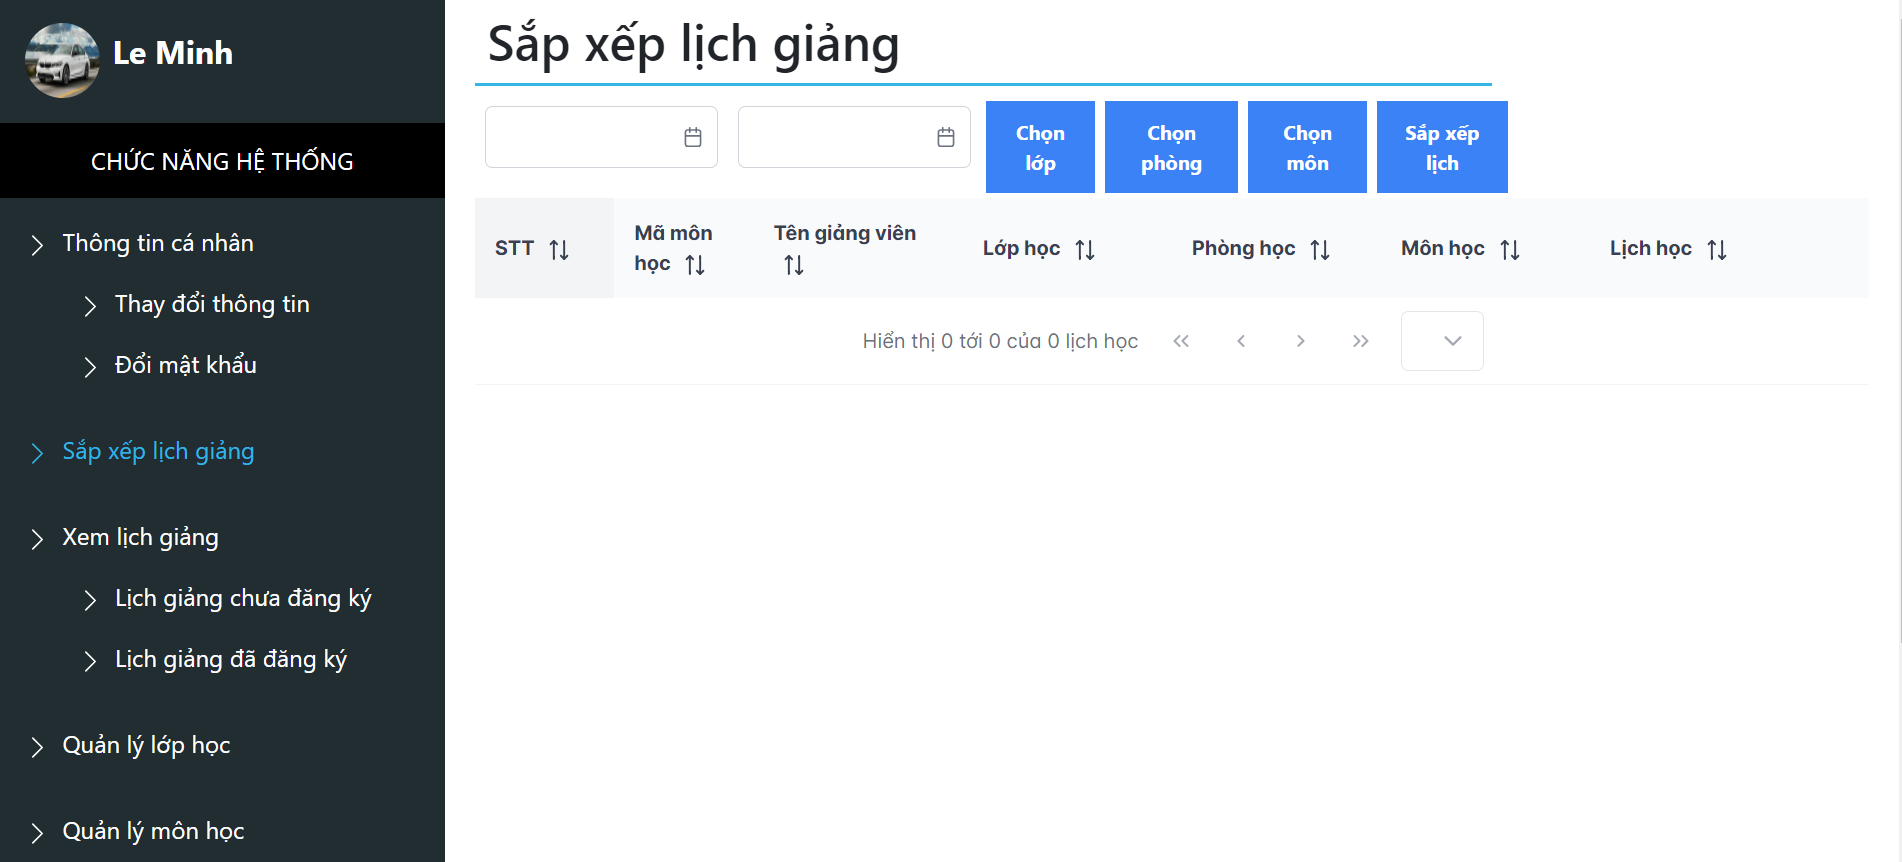 Le Minh
CHỨC NĂNG HỆ THỐNG
Thông tin cá nhân
Thay đổi thông tin
Đổi mật khẩu
Sắp xếp lịch giảng
Xem lịch giảng
Lịch giảng chưa đăng ký
Lịch giảng đã đăng ký
Quản lý lớp học
Quản lý môn học
Sắp xếp lịch giảng
Chọn
lớp
Chọn
phòng
Chọn
môn
Sắp xếp
lịch
STT
Mã môn
học
Tên giảng viên
Lớp học
Phòng học
Môn học
Lịch học
Hiển thị 0 tới 0 của 0 lịch học